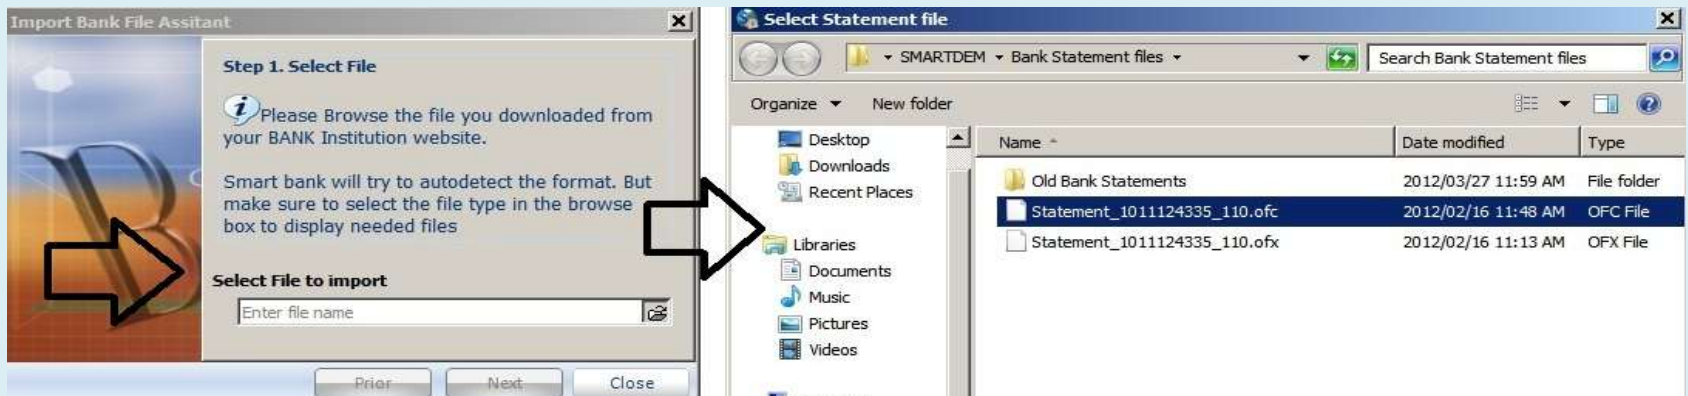 Import Bank File Assitant
Step 1. Select File
Please Browse the file you downloaded from
your BANK Institution website.
Smart bank will try to autodetect the format. But
make sure to select the file type in the browse
box to display needed files
Select File to import
Enter file name
Prior Next Close
Select Statement file
SMARTDEM Bank Statement files Search Bank Statement files
Organize New folder
Desktop
Downloads
Recent Places
Libraries
Documents
Music
Pictures
Videos
Name Date modified Type
Old Bank Statements 2012/03/27 11:59 AM File folder
Statement_1011124335_110.ofc 2012/02/16 11:48 AM OFC File
Statement_1011124335_110.ofx 2012/02/16 11:13 AM OFX File